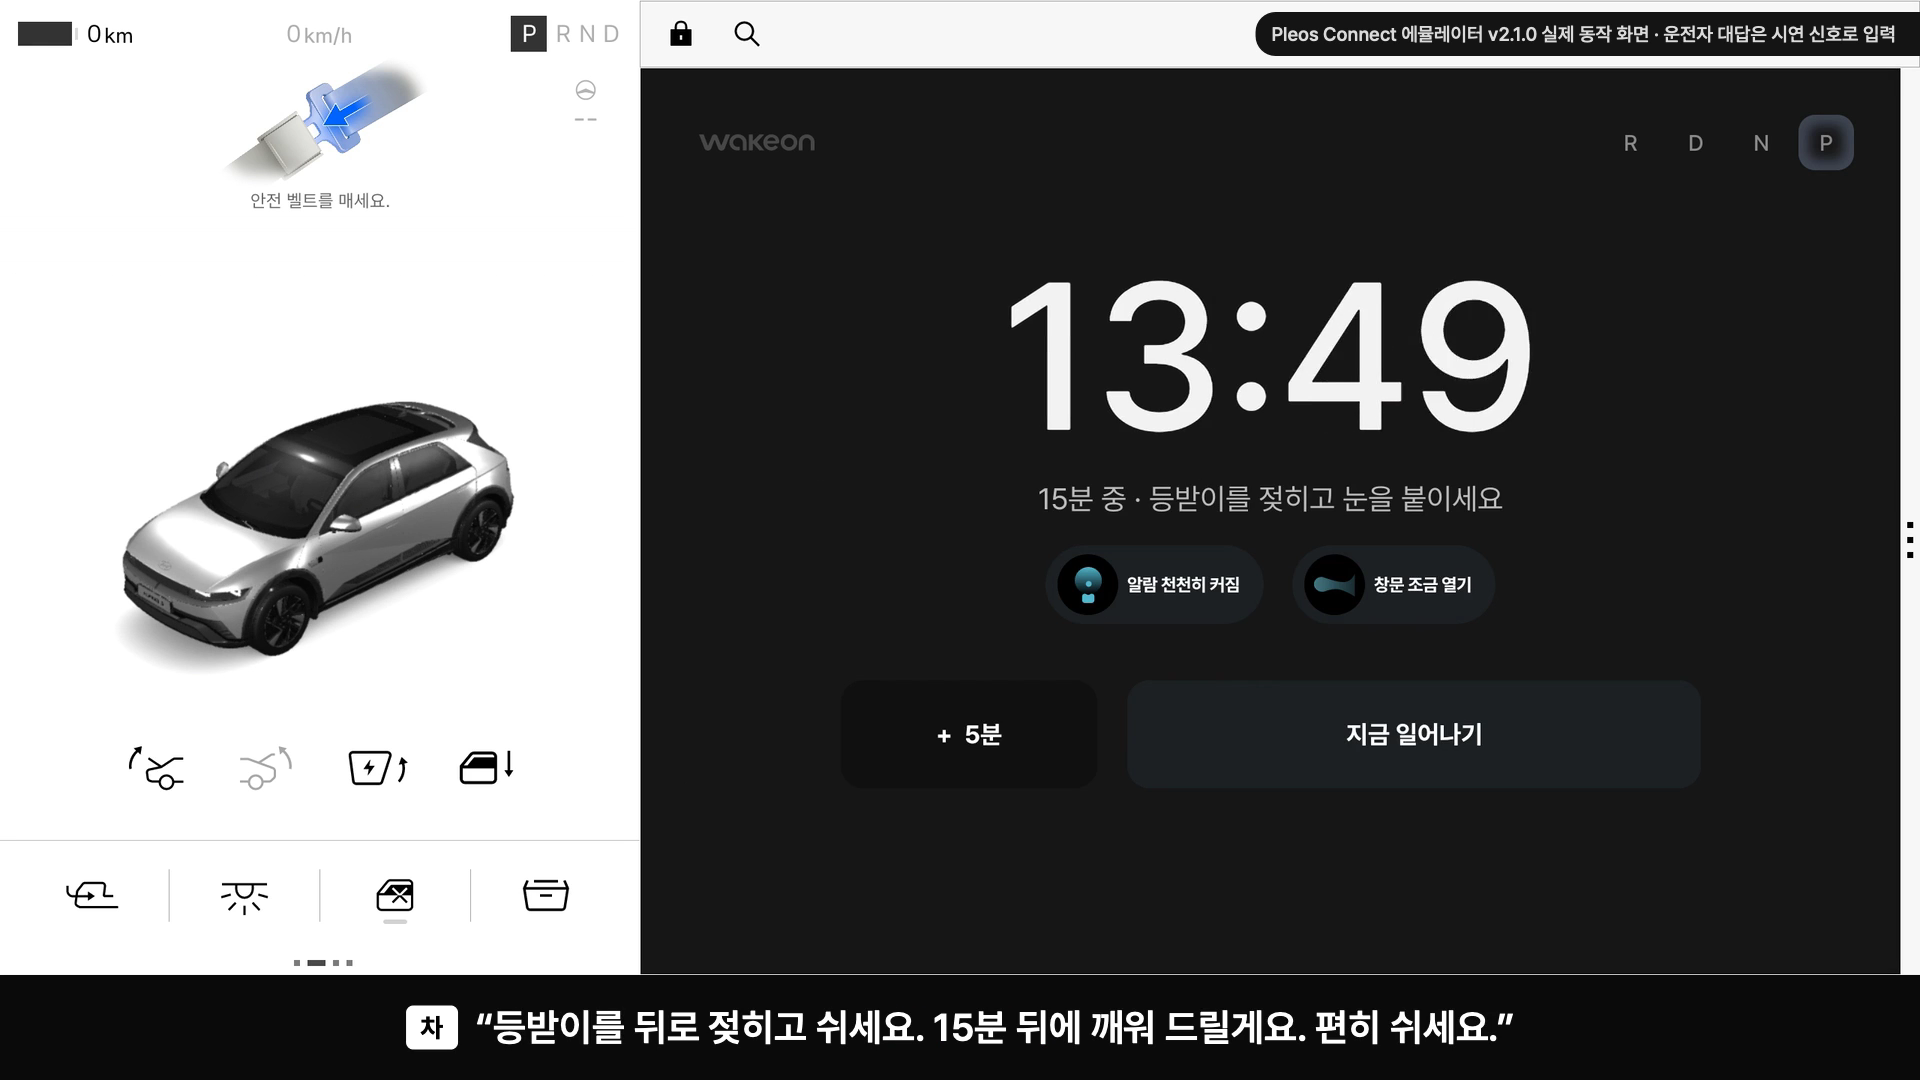 0 km
0 km/h
P R N D
안전 벨트를 매세요.
Pleos Connect 에뮬레이터 v2.1.0 실제 동작 화면 · 운전자 대답은 시연 신호로 입력
wakeon
R D N P
13:49
15분 중 · 등받이를 젖히고 눈을 붙이세요
알람 천천히 커짐
창문 조금 열기
+ 5분
지금 일어나기
차 “등받이를 뒤로 젖히고 쉬세요. 15분 뒤에 깨워 드릴게요. 편히 쉬세요.”